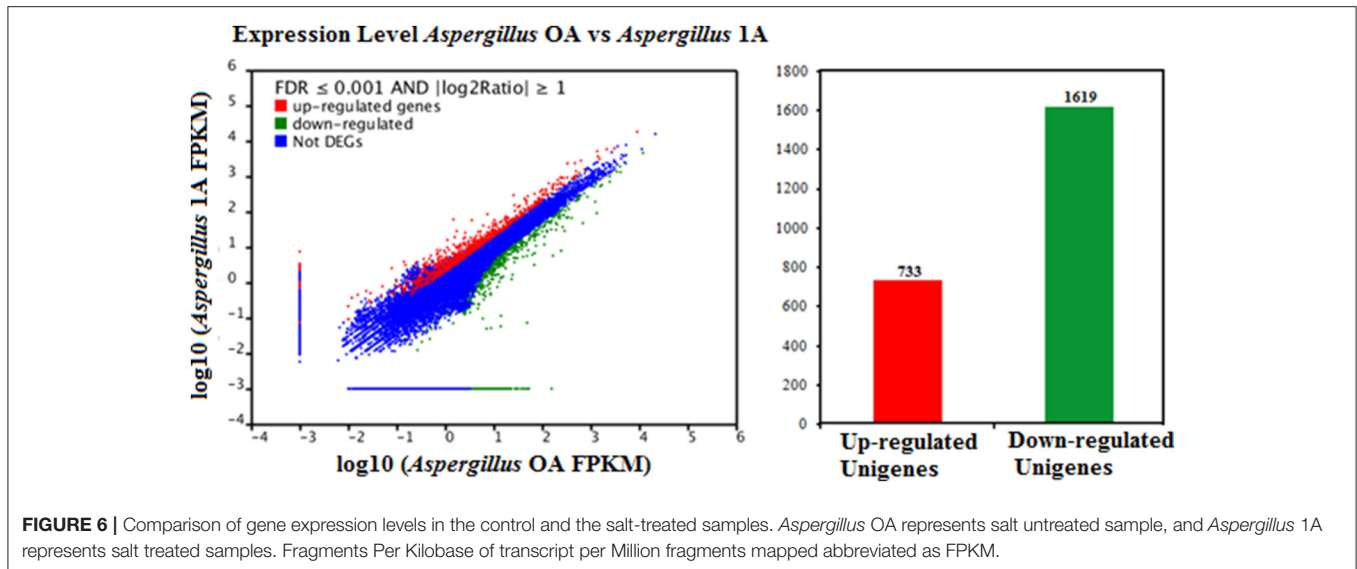 Expression Level Aspergillus OA vs Aspergillus 1A
FDR ≤ 0.001 AND |log2Ratio| ≥ 1
up-regulated genes
down-regulated
Not DEGs
log10 (Aspergillus 1A FPKM)
6
5
4
3
2
1
0
-1
-2
-3
-4
-4 -3 -2 -1 0 1 2 3 4 5 6
log10 (Aspergillus OA FPKM)
1800
1600
1400
1200
1000
800
600
400
200
0
733
1619
Up-regulated
Unigenes
Down-regulated
Unigenes
FIGURE 6 | Comparison of gene expression levels in the control and the salt-treated samples. Aspergillus OA represents salt untreated sample, and Aspergillus 1A
represents salt treated samples. Fragments Per Kilobase of transcript per Million fragments mapped abbreviated as FPKM.